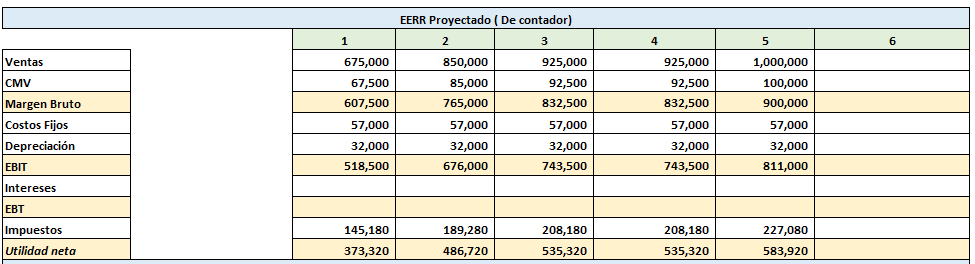 EERR Proyectado ( De contador)
1 2 3 4 5 6
Ventas 675,000 850,000 925,000 925,000 1,000,000
CMV 67,500 85,000 92,500 92,500 100,000
Margen Bruto 607,500 765,000 832,500 832,500 900,000
Costos Fijos 57,000 57,000 57,000 57,000 57,000
Depreciación 32,000 32,000 32,000 32,000 32,000
EBIT 518,500 676,000 743,500 743,500 811,000
Intereses
EBT
Impuestos 145,180 189,280 208,180 208,180 227,080
Utilidad neta 373,320 486,720 535,320 535,320 583,920